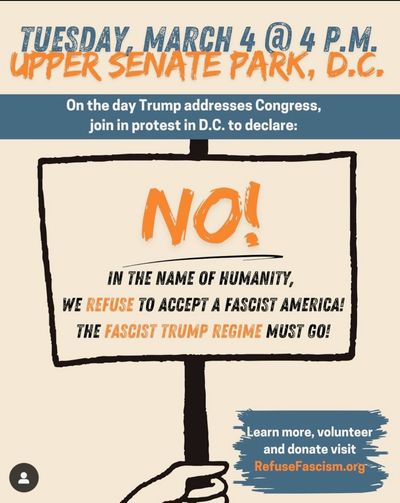 TUESDAY, MARCH 4 @ 4 P.M.
UPPER SENATE PARK, D.C.
On the day Trump addresses Congress,
join in protest in D.C. to declare:
NO!
IN THE NAME OF HUMANITY,
WE REFUSE TO ACCEPT A FASCIST AMERICA!
THE FASCIST TRUMP REGIME MUST GO!
Learn more, volunteer
and donate visit
RefuseFascism.org